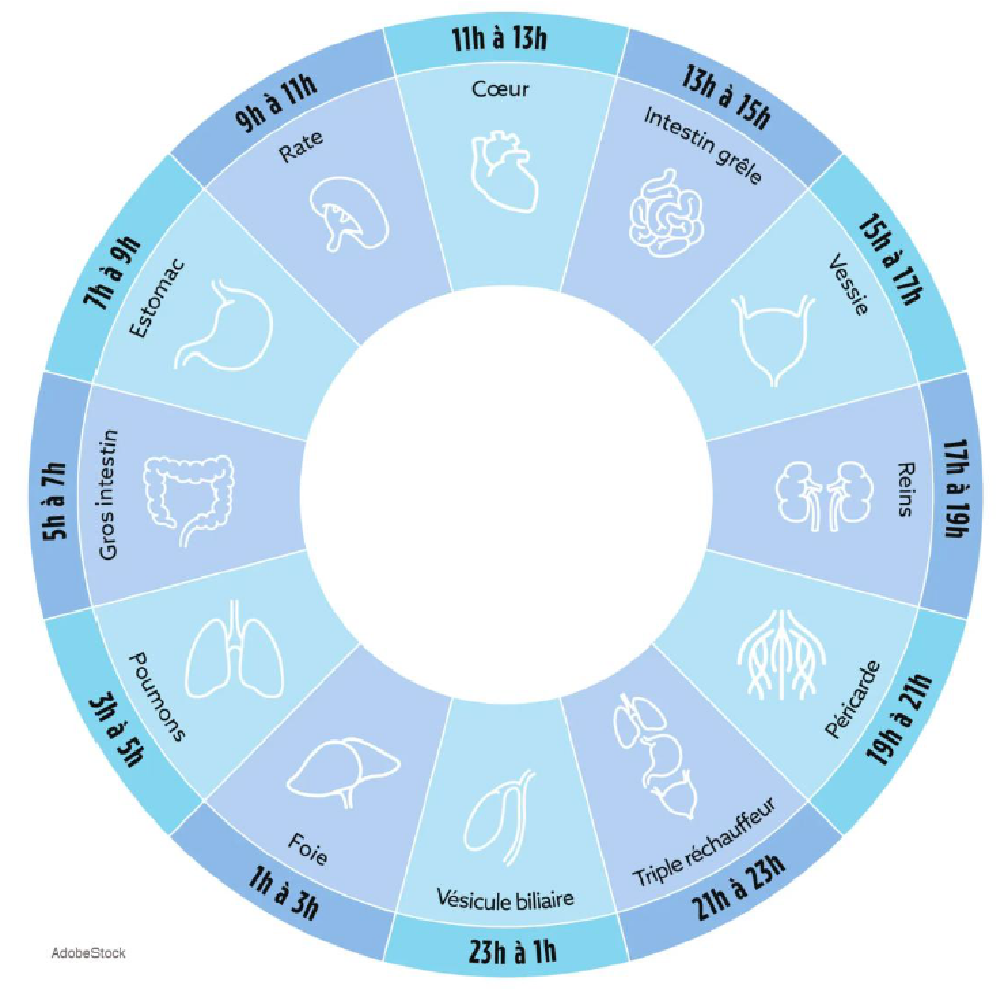 11h à 13h
Cœur
13h à 15h
Intestin grêle
15h à 17h
Vessie
17h à 19h
Reins
19h à 21h
Péricarde
21h à 23h
Triple réchauffeur
23h à 1h
Vésicule biliaire
1h à 3h
Foie
3h à 5h
Poumons
5h à 7h
Gros intestin
7h à 9h
Estomac
9h à 11h
Rate
AdobeStock